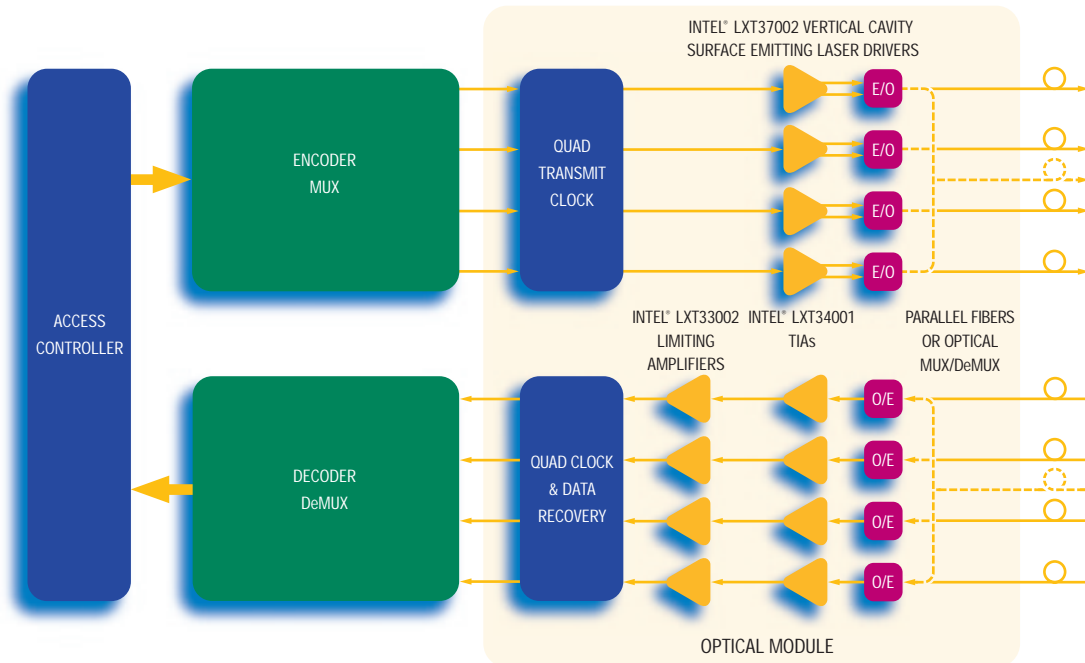 INTEL® LXT37002 VERTICAL CAVITY
SURFACE EMITTING LASER DRIVERS
ACCESS
CONTROLLER
ENCODER
MUX
QUAD
TRANSMIT
CLOCK
E/O
E/O
E/O
E/O
INTEL® LXT33002
LIMITING
AMPLIFIERS
INTEL® LXT34001
TIAs
PARALLEL FIBERS
OR OPTICAL
MUX/DeMUX
DECODER
DeMUX
QUAD CLOCK
& DATA
RECOVERY
O/E
O/E
O/E
O/E
OPTICAL MODULE